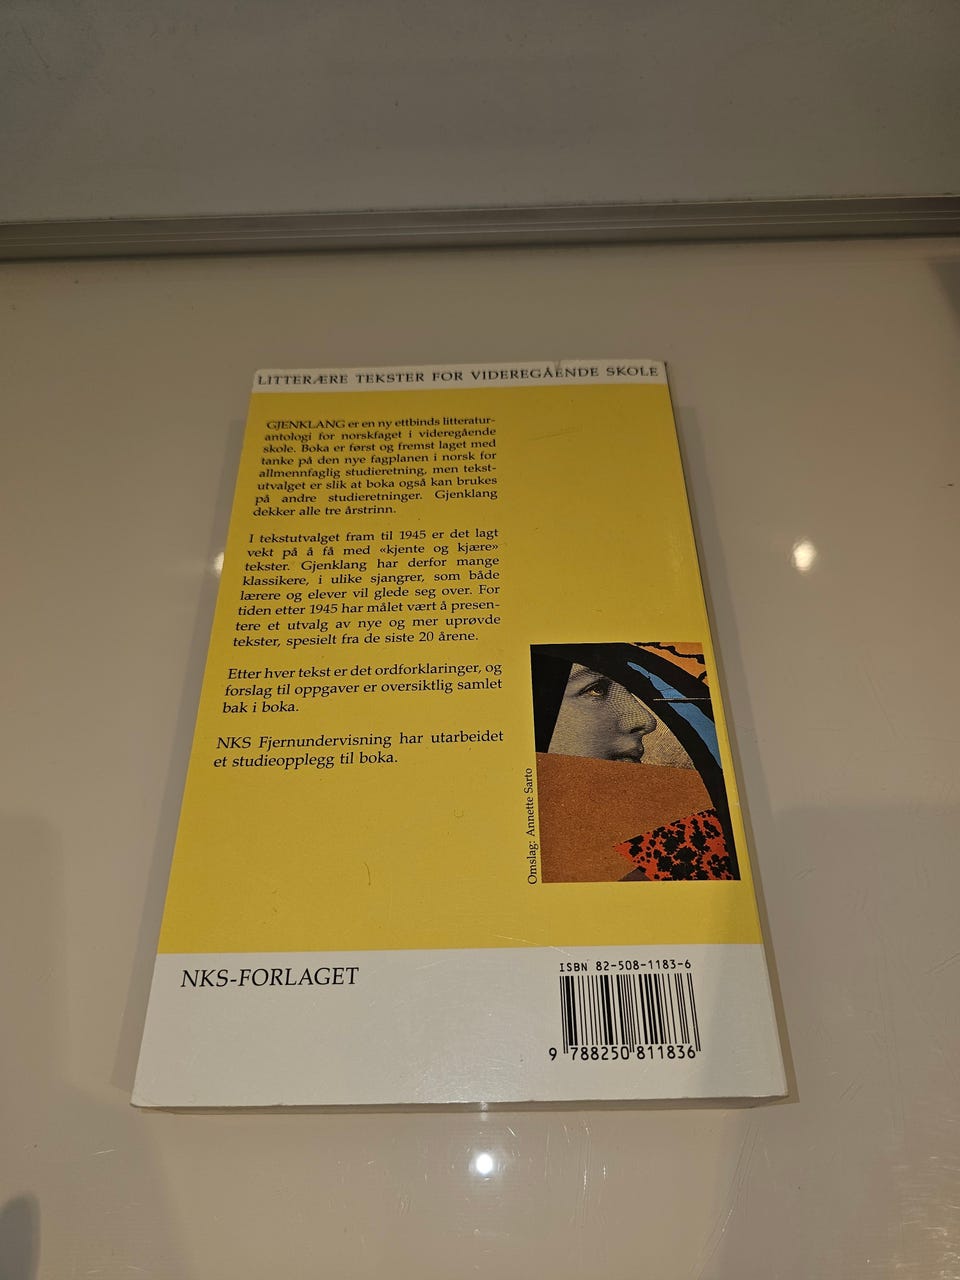 LITTERÆRE TEKSTER FOR VIDEREGÅENDE SKOLE
GJENKLANG er en ny ettbinds litteratur-
antologi for norskfaget i videregående
skole. Boka er først og fremst laget med
tanke på den nye fagplanen i norsk for
allmennfaglig studieretning, men tekst-
utvalget er slik at boka også kan brukes
på andre studieretninger. Gjenklang
dekker alle tre årstrinn.
I tekstutvalget fram til 1945 er det lagt
vekt på å få med «kjente og kjære»
tekster. Gjenklang har derfor mange
klassikere, i ulike sjangrer, som både
lærere og elever vil glede seg over. For
tiden etter 1945 har målet vært å presen-
tere et utvalg av nye og mer uprøvde
tekster, spesielt fra de siste 20 årene.
Etter hver tekst er det ordforklaringer, og
forslag til oppgaver er oversiktlig samlet
bak i boka.
NKS Fjernundervisning har utarbeidet
et studieopplegg til boka.
Omslag: Annette Sarto
NKS-FORLAGET
ISBN 82-508-1183-6
9 788250 811836